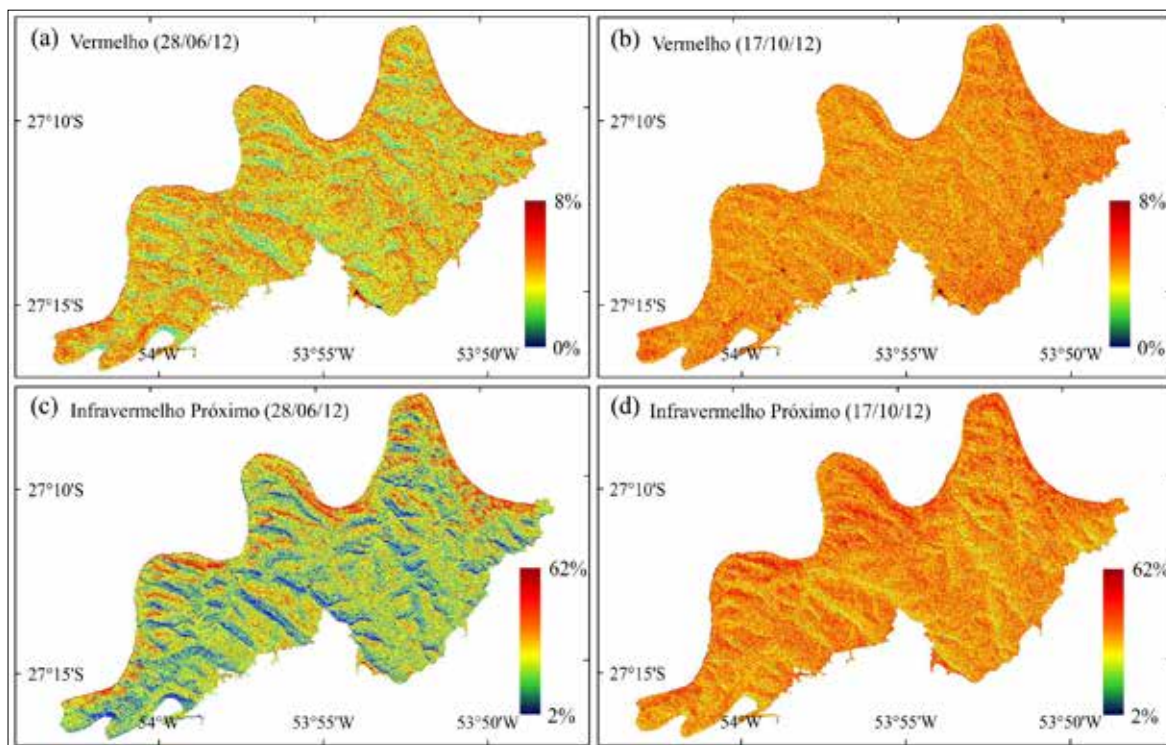 (a) Vermelho (28/06/12)
27°10'S
27°15'S
8%
0%
54°W
53°55'W
53°50'W
(b) Vermelho (17/10/12)
27°10'S
27°15'S
8%
0%
54°W
53°55'W
53°50'W
(c) Infravermelho Próximo (28/06/12)
27°10'S
27°15'S
62%
2%
54°W
53°55'W
53°50'W
(d) Infravermelho Próximo (17/10/12)
27°10'S
27°15'S
62%
2%
54°W
53°55'W
53°50'W